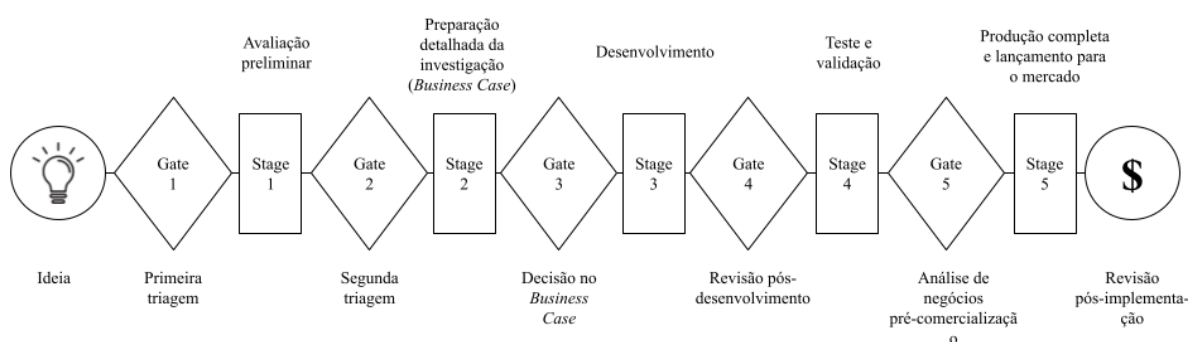 Avaliação
preliminar
Preparação
detalhada da
investigação
(Business Case)
Desenvolvimento
Teste e
validação
Produção completa
e lançamento para
o mercado
Gate
1
Stage
1
Gate
2
Stage
2
Gate
3
Stage
3
Gate
4
Stage
4
Gate
5
Stage
5
$
Ideia
Primeira
triagem
Segunda
triagem
Decisão no
Business
Case
Revisão pós-
desenvolvimento
Análise de
negócios
pré-comercializaçã
o
Revisão
pós-implementa-
ção